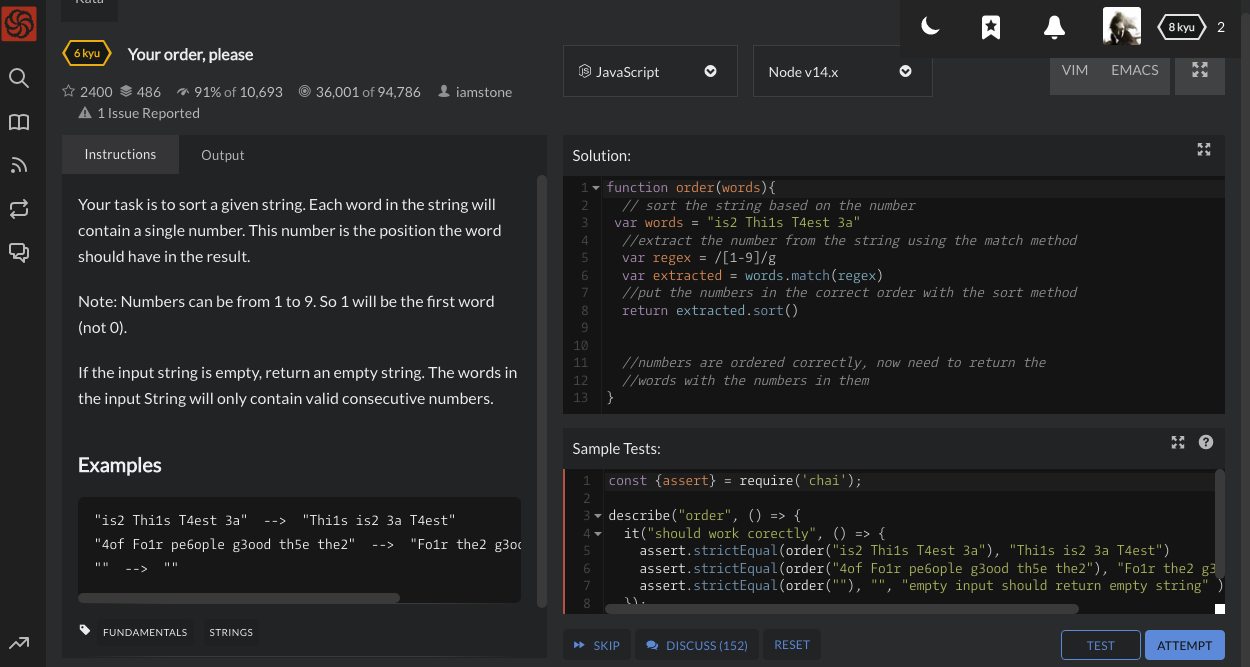 Kata
6 kyu
Your order, please
2400 486 91% of 10,693 36,001 of 94,786 iamstone
1 Issue Reported
JavaScript
Node v14.x
8 kyu 2
VIM EMACS
Instructions Output
Your task is to sort a given string. Each word in the string will
contain a single number. This number is the position the word
should have in the result.
Note: Numbers can be from 1 to 9. So 1 will be the first word
(not 0).
If the input string is empty, return an empty string. The words in
the input String will only contain valid consecutive numbers.
Examples
"is2 Thi1s T4est 3a" --> "Thi1s is2 3a T4est"
"4of Fo1r pe6ople g3ood th5e the2" --> "Fo1r the2 g3oo
"" --> ""
FUNDAMENTALS STRINGS
Solution:
1 function order(words){
2 // sort the string based on the number
3 var words = "is2 Thi1s T4est 3a"
4 //extract the number from the string using the match method
5 var regex = /[1-9]/g
6 var extracted = words.match(regex)
7 //put the numbers in the correct order with the sort method
8 return extracted.sort()
9
10
11 //numbers are ordered correctly, now need to return the
12 //words with the numbers in them
13 }
Sample Tests:
1 const {assert} = require('chai');
2
3 describe("order", () => {
4 it("should work corectly", () => {
5 assert.strictEqual(order("is2 Thi1s T4est 3a"), "Thi1s is2 3a T4est")
6 assert.strictEqual(order("4of Fo1r pe6ople g3ood th5e the2"), "Fo1r the2 g3
7 assert.strictEqual(order(""), "", "empty input should return empty string" )
8 });
SKIP DISCUSS (152) RESET TEST ATTEMPT